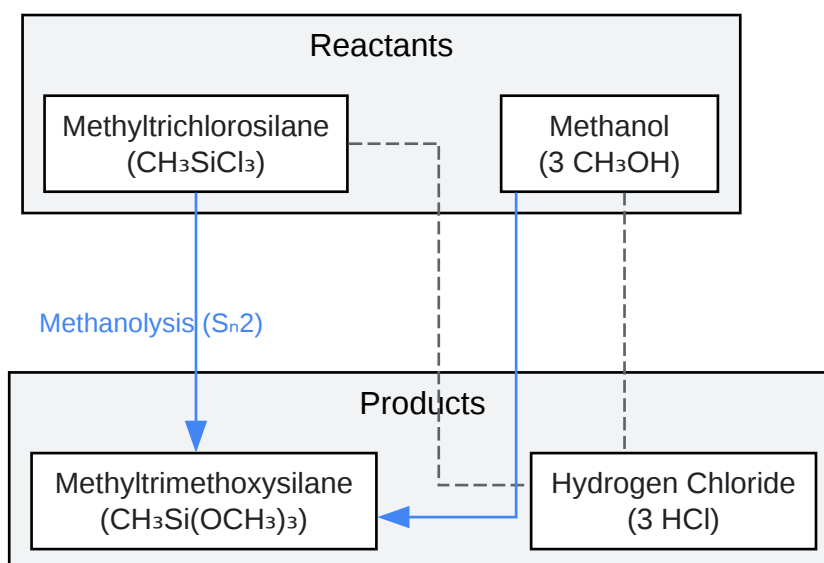 Reactants
Methyltrichlorosilane
(CH₃SiCl₃)
Methanol
(3 CH₃OH)
Methanolysis (Sₙ2)
Products
Methyltrimethoxysilane
(CH₃Si(OCH₃)₃)
Hydrogen Chloride
(3 HCl)